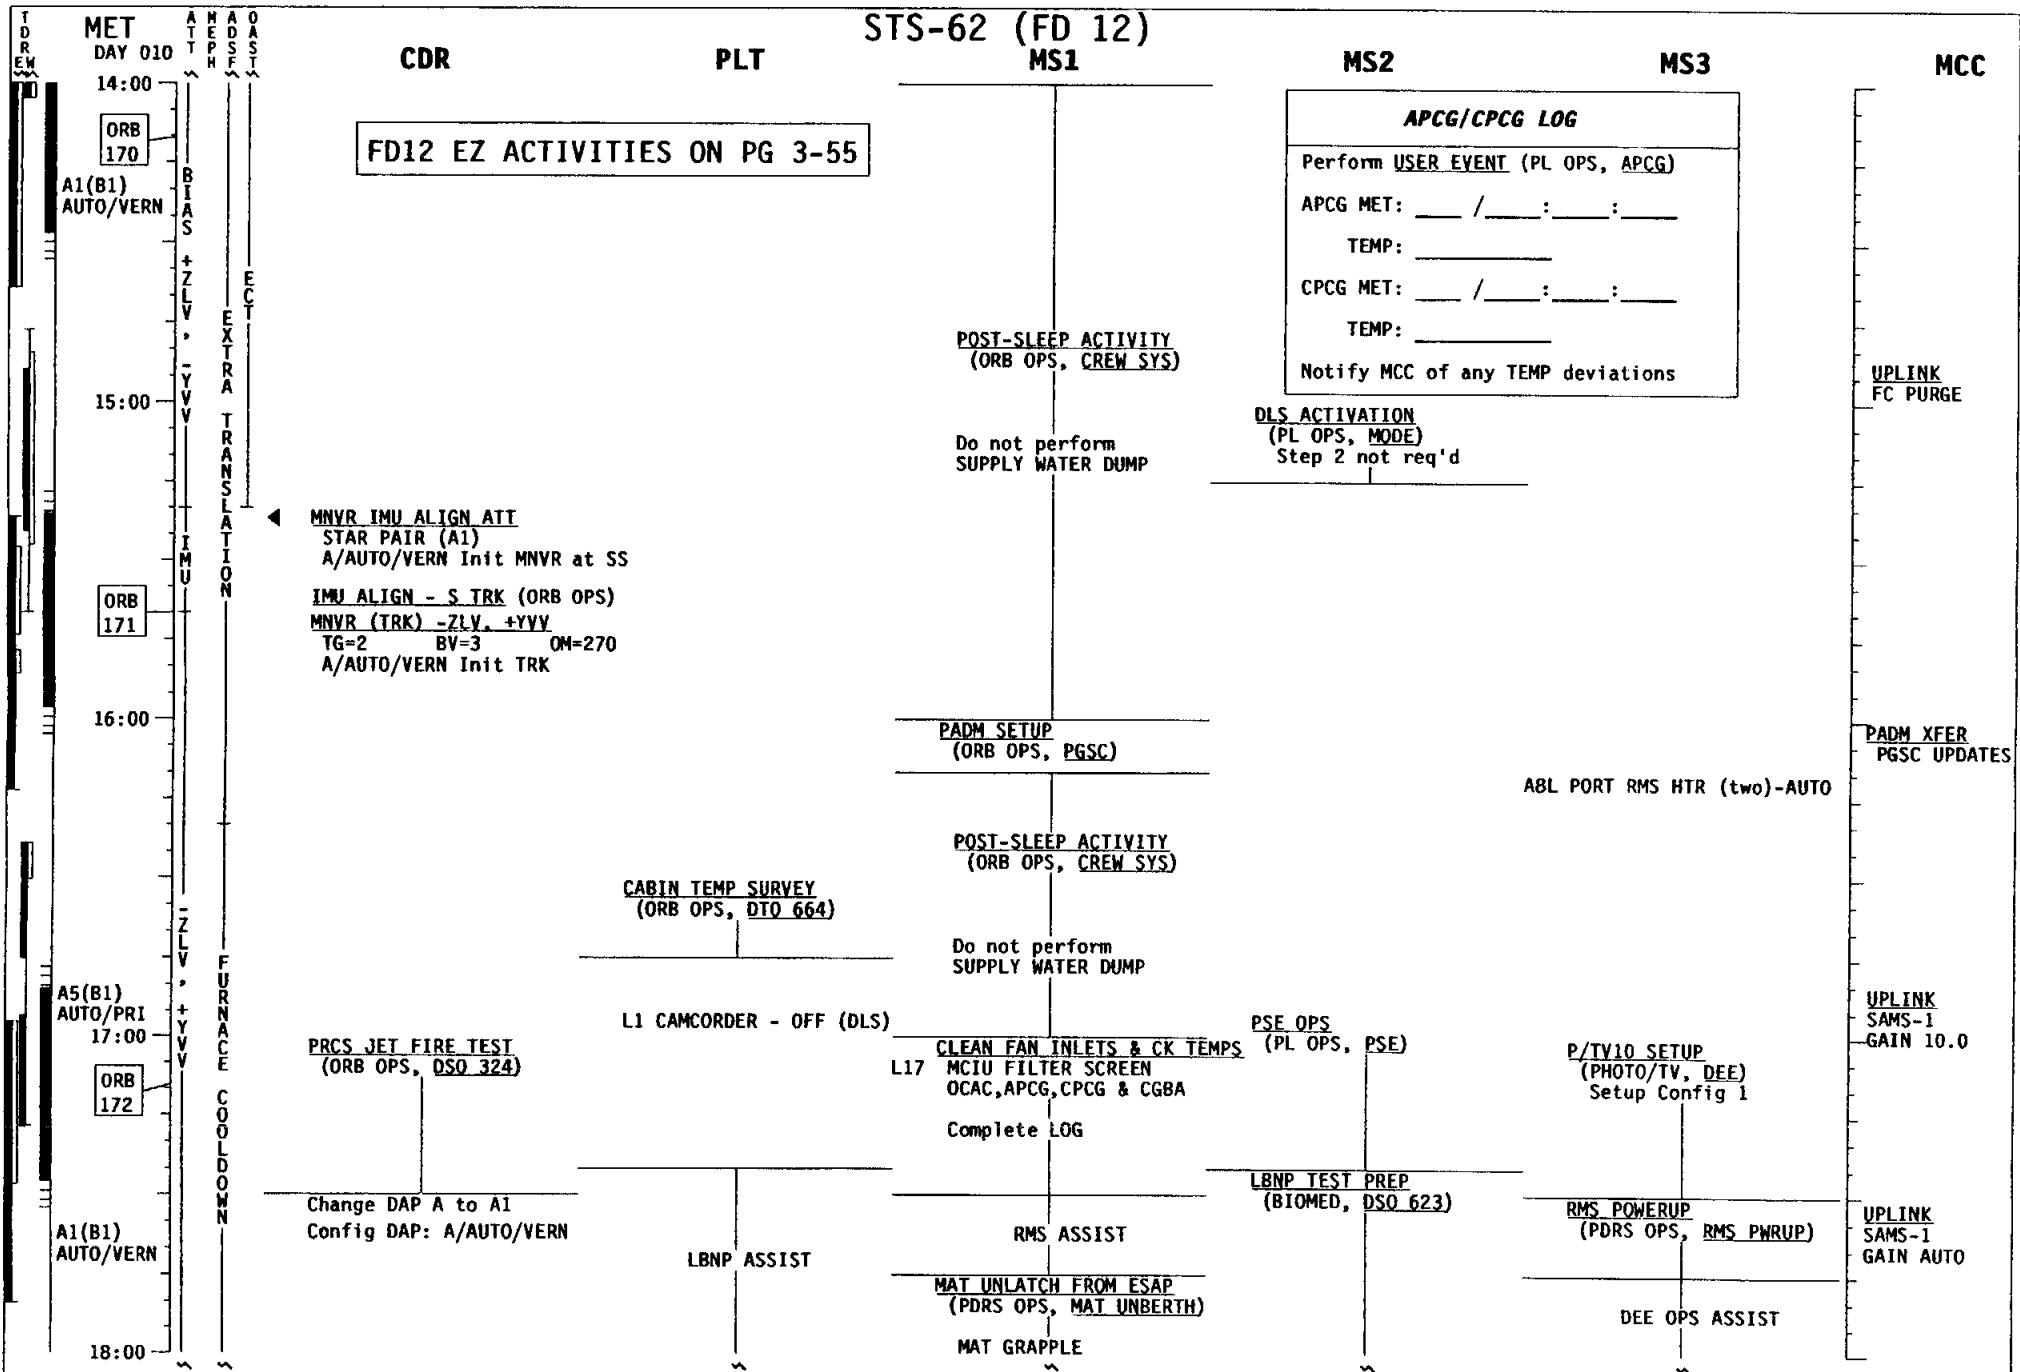 STS-62 (FD 12)
TDRS
E W
MET
DAY 010
ATT
MEPH
ADSF
OAST
CDR
PLT
MS1
MS2
MS3
MCC
14:00
ORB
170
A1(B1)
AUTO/VERN
BIAS +ZLV, -YVV
ECT
EXTRA TRANSLATION
FD12 EZ ACTIVITIES ON PG 3-55
APCG/CPCG LOG
Perform USER EVENT (PL OPS, APCG)
APCG MET: ____ /____:____:____
TEMP: __________
CPCG MET: ____ /____:____:____
TEMP: __________
Notify MCC of any TEMP deviations
POST-SLEEP ACTIVITY
(ORB OPS, CREW SYS)
UPLINK
FC PURGE
15:00
Do not perform
SUPPLY WATER DUMP
DLS ACTIVATION
(PL OPS, MODE)
Step 2 not req'd
MNVR IMU ALIGN ATT
STAR PAIR (A1)
A/AUTO/VERN Init MNVR at SS
IMU
ORB
171
IMU ALIGN - S TRK (ORB OPS)
MNVR (TRK) -ZLV, +YVV
TG=2 BV=3 OM=270
A/AUTO/VERN Init TRK
16:00
PADM SETUP
(ORB OPS, PGSC)
PADM XFER
PGSC UPDATES
A8L PORT RMS HTR (two)-AUTO
POST-SLEEP ACTIVITY
(ORB OPS, CREW SYS)
CABIN TEMP SURVEY
(ORB OPS, DTO 664)
-ZLV, +YVV
FURNACE COOLDOWN
Do not perform
SUPPLY WATER DUMP
A5(B1)
AUTO/PRI
L1 CAMCORDER - OFF (DLS)
UPLINK
SAMS-1
GAIN 10.0
17:00
PRCS JET FIRE TEST
(ORB OPS, DSO 324)
CLEAN FAN INLETS & CK TEMPS
L17 MCIU FILTER SCREEN
OCAC,APCG,CPCG & CGBA
Complete LOG
PSE OPS
(PL OPS, PSE)
P/TV10 SETUP
(PHOTO/TV, DEE)
Setup Config 1
ORB
172
LBNP TEST PREP
(BIOMED, DSO 623)
Change DAP A to A1
Config DAP: A/AUTO/VERN
A1(B1)
AUTO/VERN
LBNP ASSIST
RMS ASSIST
RMS POWERUP
(PDRS OPS, RMS PWRUP)
UPLINK
SAMS-1
GAIN AUTO
MAT UNLATCH FROM ESAP
(PDRS OPS, MAT UNBERTH)
MAT GRAPPLE
DEE OPS ASSIST
18:00